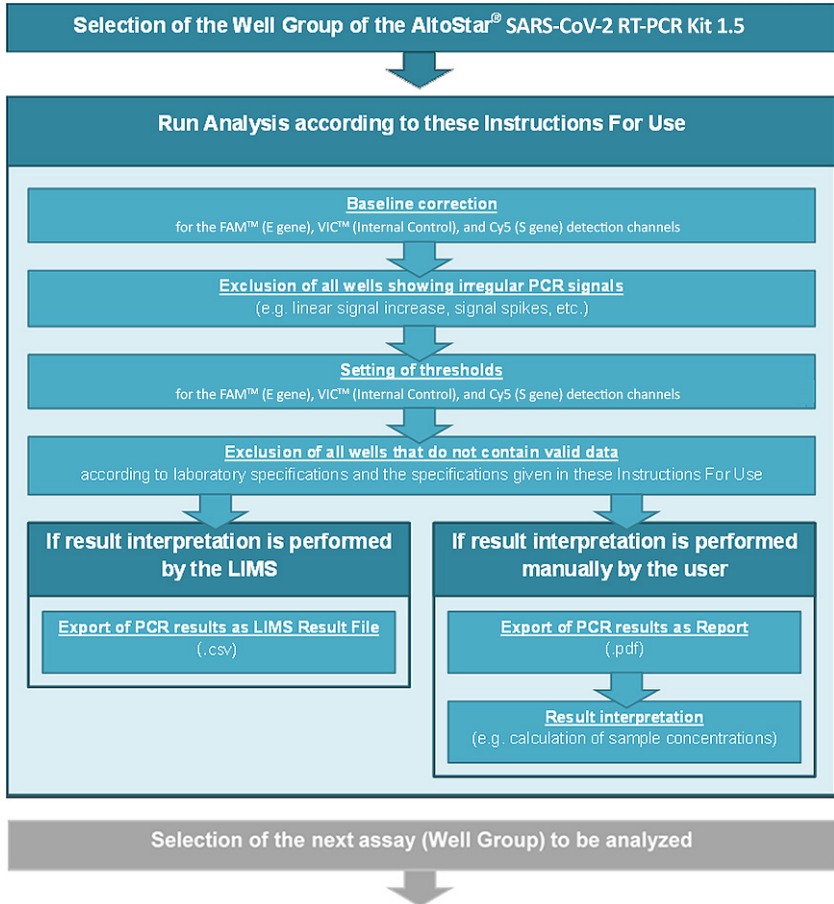 Selection of the Well Group of the AltoStar® SARS-CoV-2 RT-PCR Kit 1.5
Run Analysis according to these Instructions For Use
Baseline correction
for the FAM™ (E gene), VIC™ (Internal Control), and Cy5 (S gene) detection channels
Exclusion of all wells showing irregular PCR signals
(e.g. linear signal increase, signal spikes, etc.)
Setting of thresholds
for the FAM™ (E gene), VIC™ (Internal Control), and Cy5 (S gene) detection channels
Exclusion of all wells that do not contain valid data
according to laboratory specifications and the specifications given in these Instructions For Use
If result interpretation is performed
by the LIMS
Export of PCR results as LIMS Result File
(.csv)
If result interpretation is performed
manually by the user
Export of PCR results as Report
(.pdf)
Result interpretation
(e.g. calculation of sample concentrations)
Selection of the next assay (Well Group) to be analyzed